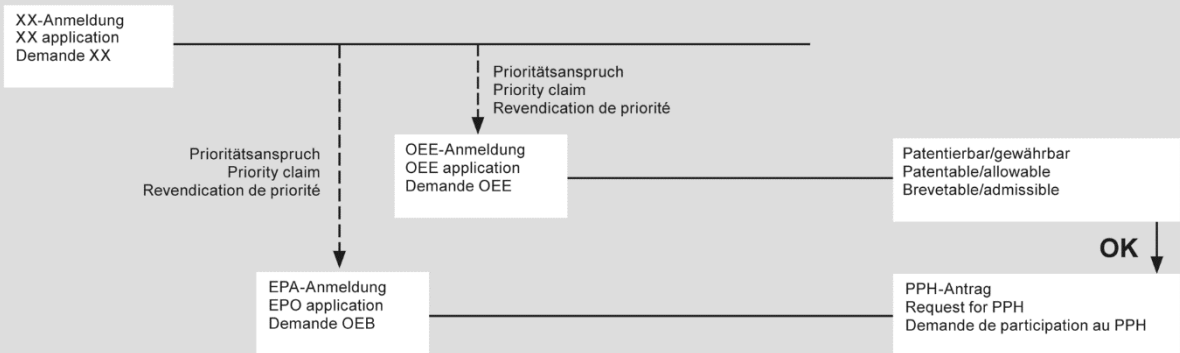 XX-Anmeldung
XX application
Demande XX
Prioritätsanspruch
Priority claim
Revendication de priorité
Prioritätsanspruch
Priority claim
Revendication de priorité
OEE-Anmeldung
OEE application
Demande OEE
Patentierbar/gewährbar
Patentable/allowable
Brevetable/admissible
OK
EPA-Anmeldung
EPO application
Demande OEB
PPH-Antrag
Request for PPH
Demande de participation au PPH